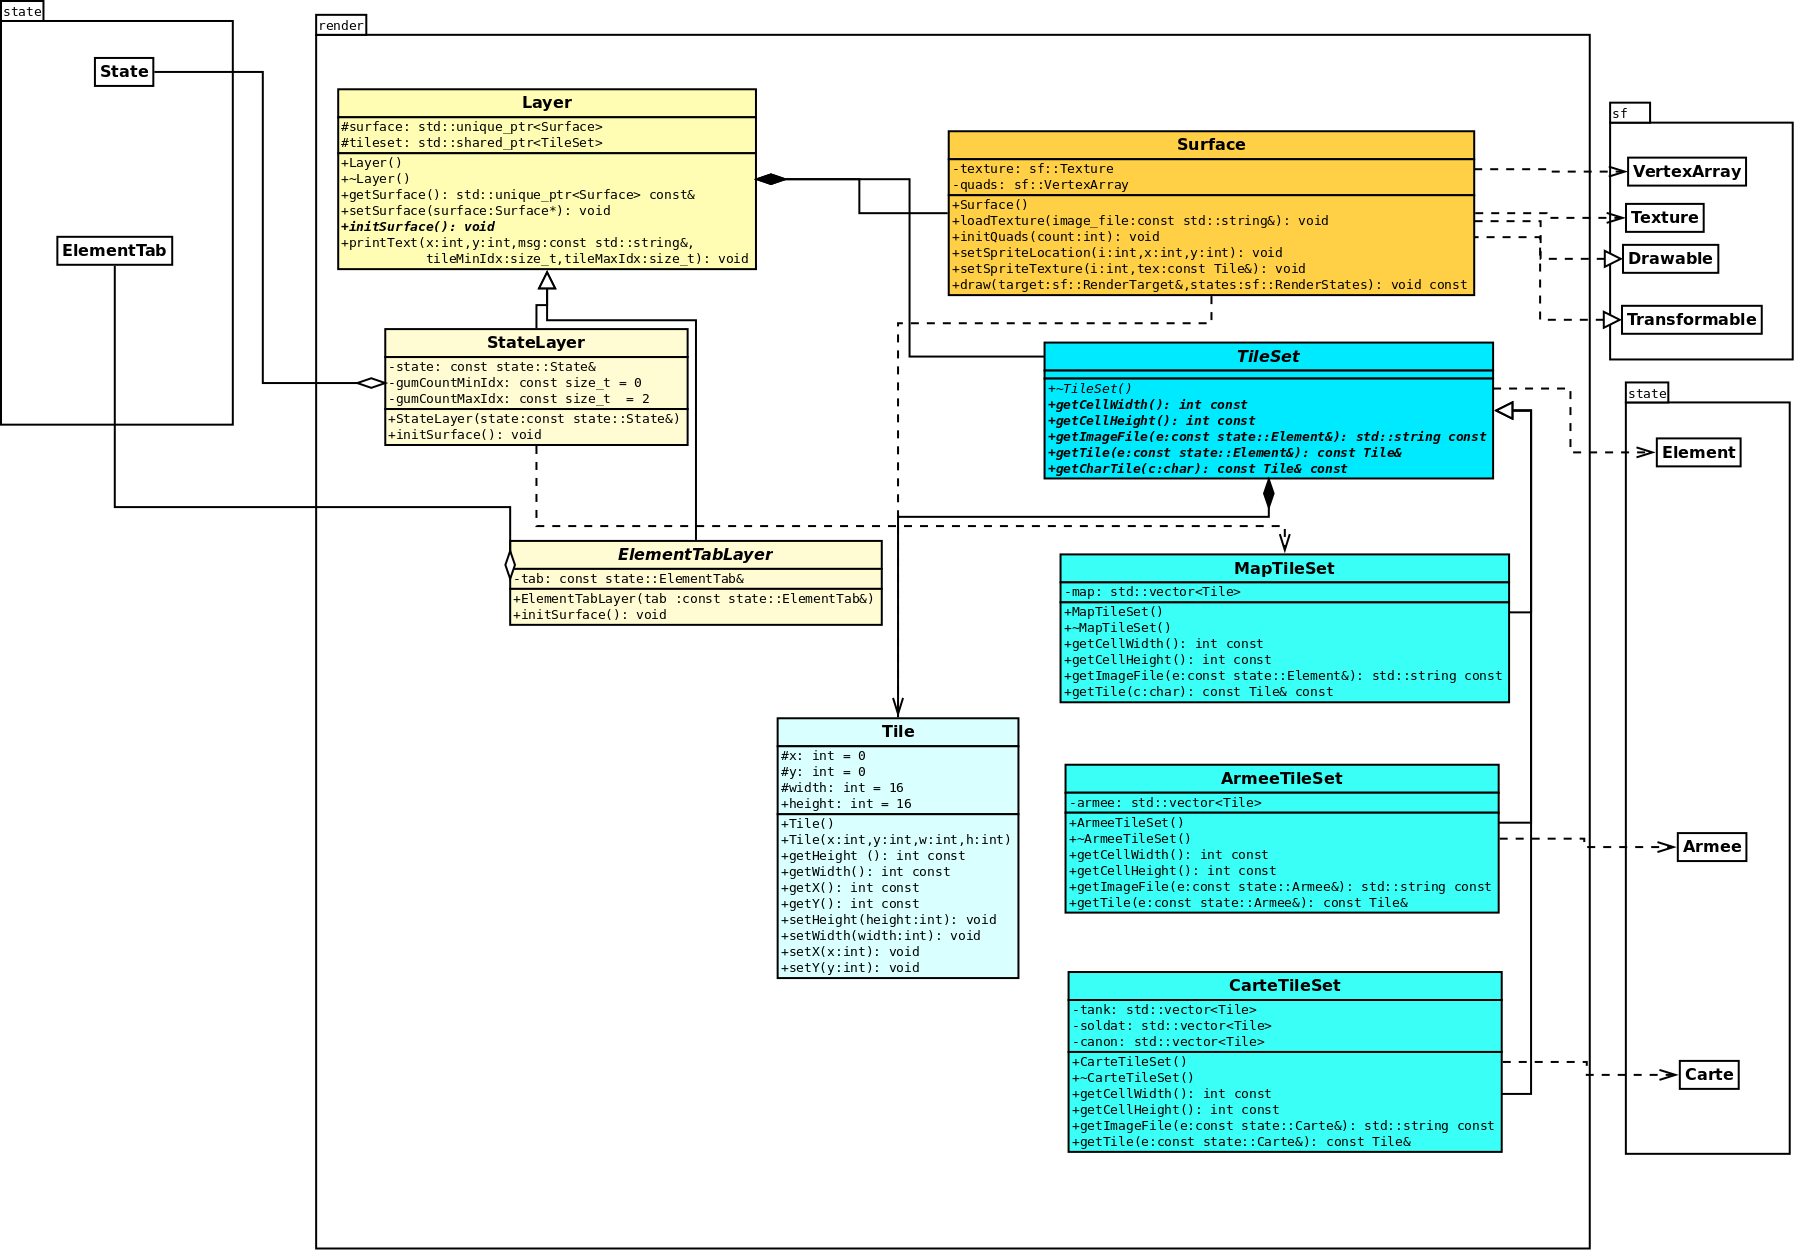 state
State
ElementTab
render
Layer
#surface: std::unique_ptr<Surface>
#tileset: std::shared_ptr<TileSet>
+Layer()
+~Layer()
+getSurface(): std::unique_ptr<Surface> const&
+setSurface(surface:Surface*): void
+initSurface(): void
+printText(x:int,y:int,msg:const std::string&,
tileMinIdx:size_t,tileMaxIdx:size_t): void
StateLayer
-state: const state::State&
-gumCountMinIdx: const size_t = 0
-gumCountMaxIdx: const size_t  = 2
+StateLayer(state:const state::State&)
+initSurface(): void
ElementTabLayer
-tab: const state::ElementTab&
+ElementTabLayer(tab :const state::ElementTab&)
+initSurface(): void
Surface
-texture: sf::Texture
-quads: sf::VertexArray
+Surface()
+loadTexture(image_file:const std::string&): void
+initQuads(count:int): void
+setSpriteLocation(i:int,x:int,y:int): void
+setSpriteTexture(i:int,tex:const Tile&): void
+draw(target:sf::RenderTarget&,states:sf::RenderStates): void const
TileSet
+~TileSet()
+getCellWidth(): int const
+getCellHeight(): int const
+getImageFile(e:const state::Element&): std::string const
+getTile(e:const state::Element&): const Tile&
+getCharTile(c:char): const Tile& const
MapTileSet
-map: std::vector<Tile>
+MapTileSet()
+~MapTileSet()
+getCellWidth(): int const
+getCellHeight(): int const
+getImageFile(e:const state::Element&): std::string const
+getTile(c:char): const Tile& const
Tile
#x: int = 0
#y: int = 0
#width: int = 16
+height: int = 16
+Tile()
+Tile(x:int,y:int,w:int,h:int)
+getHeight (): int const
+getWidth(): int const
+getX(): int const
+getY(): int const
+setHeight(height:int): void
+setWidth(width:int): void
+setX(x:int): void
+setY(y:int): void
ArmeeTileSet
-armee: std::vector<Tile>
+ArmeeTileSet()
+~ArmeeTileSet()
+getCellWidth(): int const
+getCellHeight(): int const
+getImageFile(e:const state::Armee&): std::string const
+getTile(e:const state::Armee&): const Tile&
CarteTileSet
-tank: std::vector<Tile>
-soldat: std::vector<Tile>
-canon: std::vector<Tile>
+CarteTileSet()
+~CarteTileSet()
+getCellWidth(): int const
+getCellHeight(): int const
+getImageFile(e:const state::Carte&): std::string const
+getTile(e:const state::Carte&): const Tile&
sf
VertexArray
Texture
Drawable
Transformable
state
Element
Armee
Carte